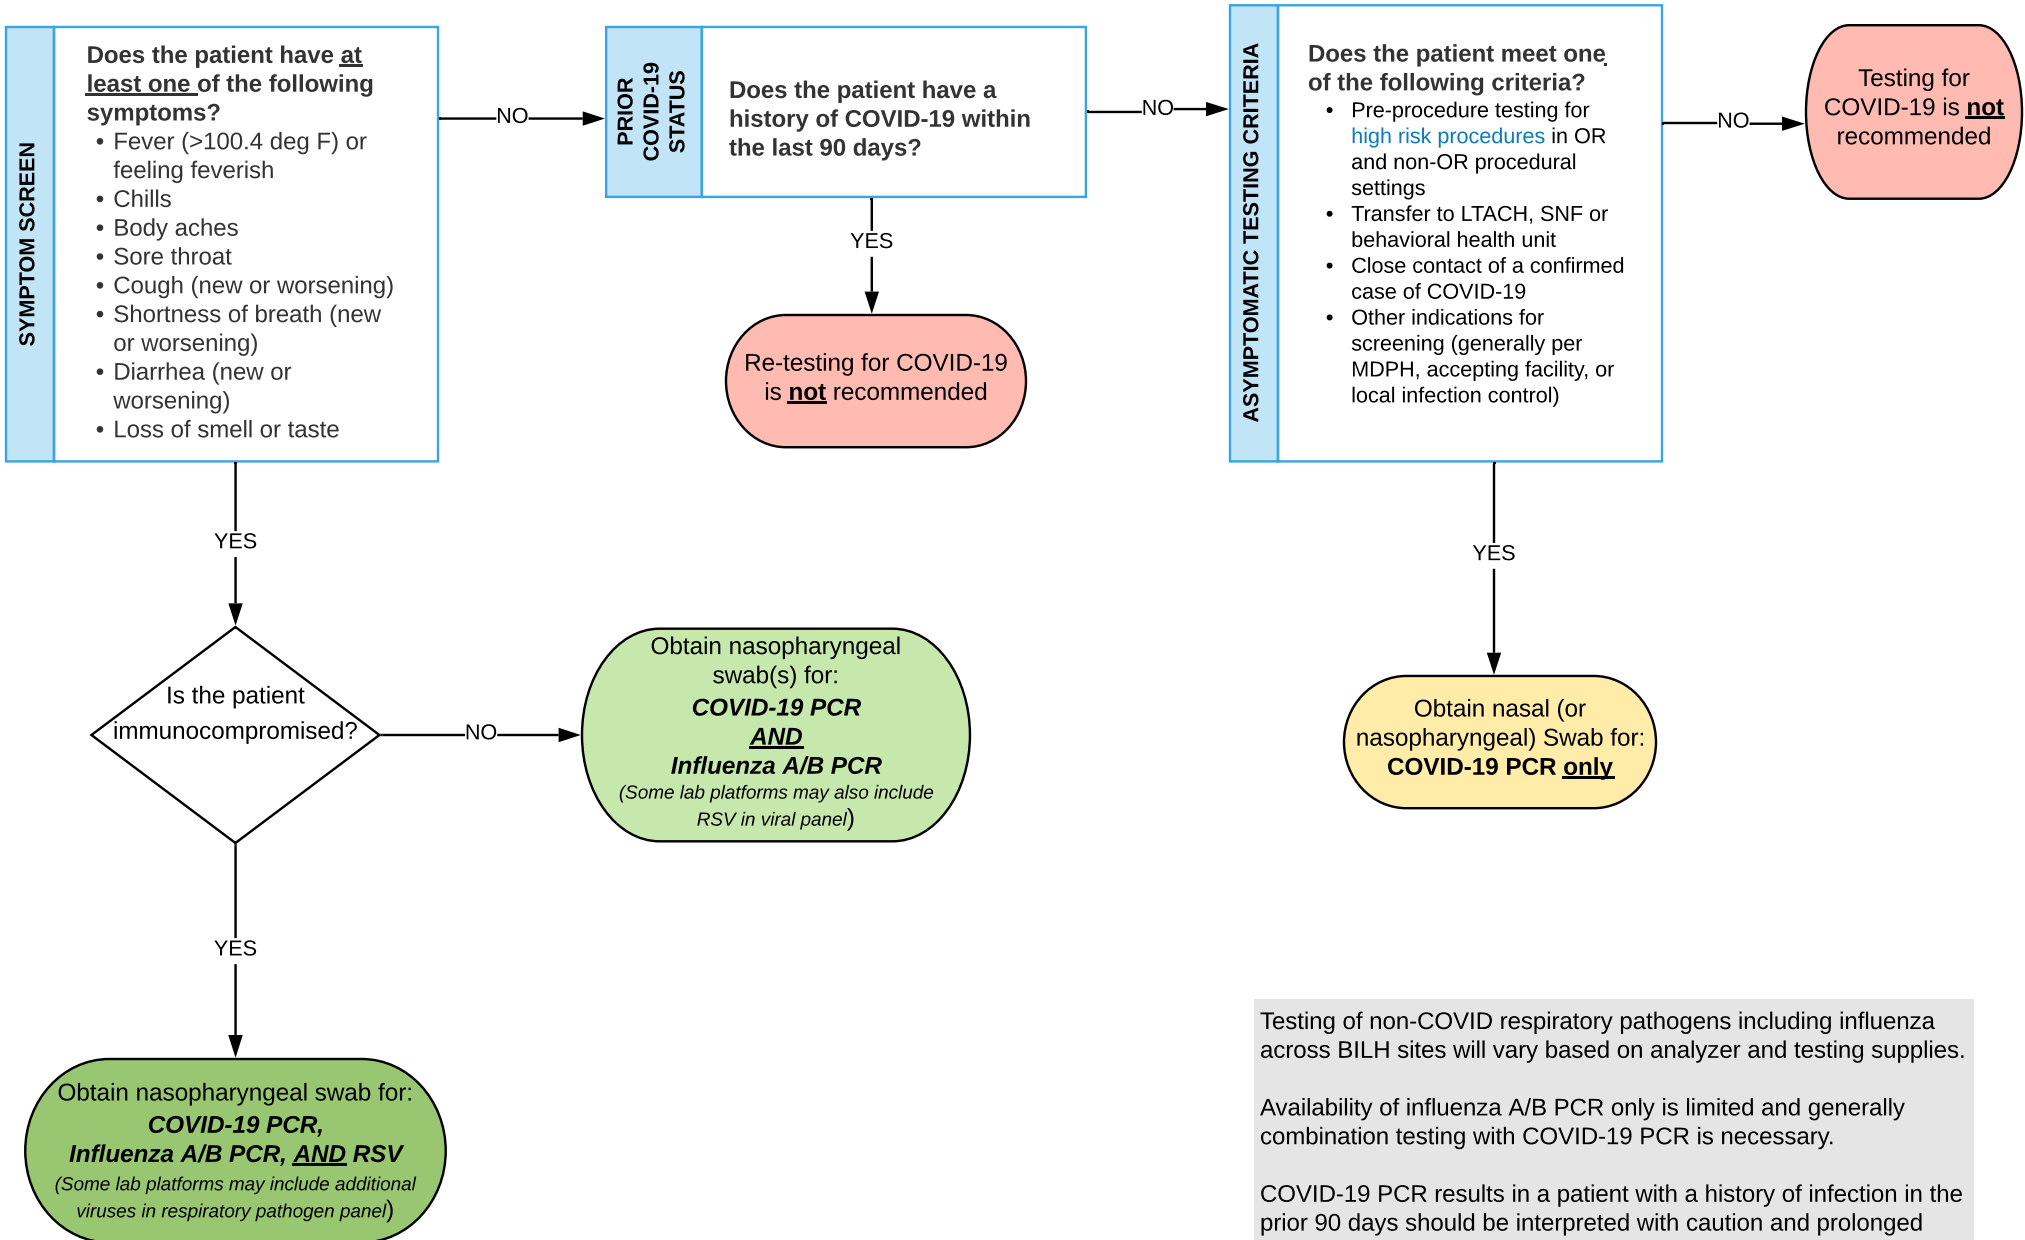 SYMPTOM SCREEN
Does the patient have at
least one of the following
symptoms?
• Fever (>100.4 deg F) or
feeling feverish
• Chills
• Body aches
• Sore throat
• Cough (new or worsening)
• Shortness of breath (new
or worsening)
• Diarrhea (new or
worsening)
• Loss of smell or taste
NO
PRIOR
COVID-19
STATUS
Does the patient have a
history of COVID-19 within
the last 90 days?
YES
Re-testing for COVID-19
is not recommended
NO
ASYMPTOMATIC TESTING CRITERIA
Does the patient meet one
of the following criteria?
• Pre-procedure testing for
high risk procedures in OR
and non-OR procedural
settings
• Transfer to LTACH, SNF or
behavioral health unit
• Close contact of a confirmed
case of COVID-19
• Other indications for
screening (generally per
MDPH, accepting facility, or
local infection control)
NO
Testing for
COVID-19 is not
recommended
YES
Is the patient
immunocompromised?
NO
Obtain nasopharyngeal
swab(s) for:
COVID-19 PCR
AND
Influenza A/B PCR
(Some lab platforms may also include
RSV in viral panel)
YES
Obtain nasal (or
nasopharyngeal) Swab for:
COVID-19 PCR only
YES
Obtain nasopharyngeal swab for:
COVID-19 PCR,
Influenza A/B PCR, AND RSV
(Some lab platforms may include additional
viruses in respiratory pathogen panel)
Testing of non-COVID respiratory pathogens including influenza
across BILH sites will vary based on analyzer and testing supplies.
Availability of influenza A/B PCR only is limited and generally
combination testing with COVID-19 PCR is necessary.
COVID-19 PCR results in a patient with a history of infection in the
prior 90 days should be interpreted with caution and prolonged